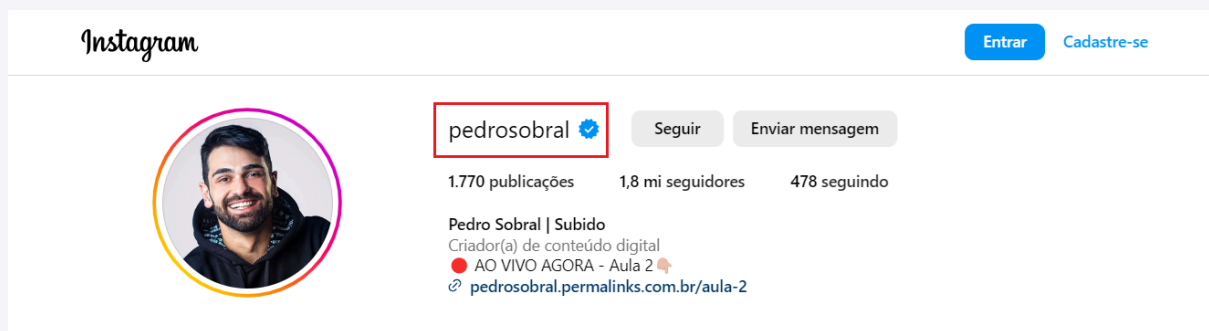 Instagram
Entrar Cadastre-se
pedrosobral Seguir Enviar mensagem
1.770 publicações 1,8 mi seguidores 478 seguindo
Pedro Sobral | Subido
Criador(a) de conteúdo digital
🔴 AO VIVO AGORA - Aula 2👇🏼
pedrosobral.permalinks.com.br/aula-2